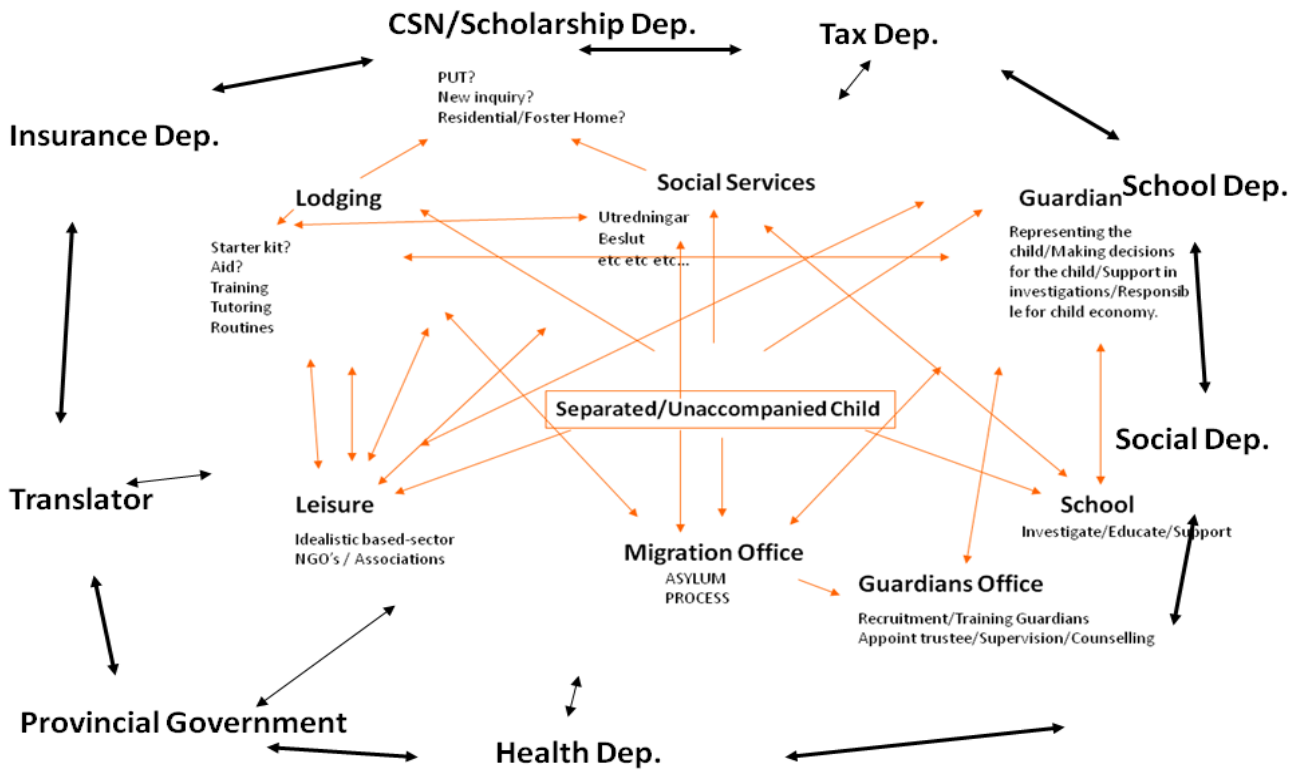 CSN/Scholarship Dep.
Tax Dep.
PUT?
New inquiry?
Residential/Foster Home?
Insurance Dep.
Lodging
Social Services
Guardian
School Dep.
Starter kit?
Aid?
Training
Tutoring
Routines
Utredningar
Beslut
etc etc etc...
Representing the
child/Making decisions
for the child/Support in
investigations/Responsib
le for child economy.
Separated/Unaccompanied Child
Social Dep.
Translator
Leisure
Idealistic based-sector
NGO's / Associations
School
Investigate/Educate/Support
Migration Office
ASYLUM
PROCESS
Guardians Office
Recruitment/Training Guardians
Appoint trustee/Supervision/Counselling
Provincial Government
Health Dep.